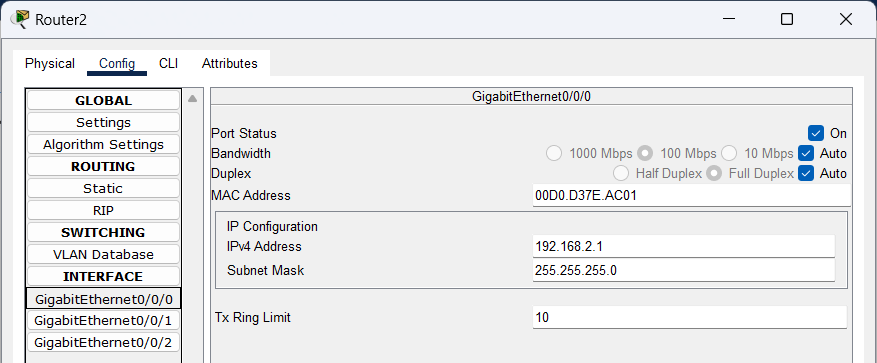 Router2
Physical Config CLI Attributes
GLOBAL
Settings
Algorithm Settings
ROUTING
Static
RIP
SWITCHING
VLAN Database
INTERFACE
GigabitEthernet0/0/0
GigabitEthernet0/0/1
GigabitEthernet0/0/2
GigabitEthernet0/0/0
Port Status On
Bandwidth 1000 Mbps 100 Mbps 10 Mbps Auto
Duplex Half Duplex Full Duplex Auto
MAC Address 00D0.D37E.AC01
IP Configuration
IPv4 Address 192.168.2.1
Subnet Mask 255.255.255.0
Tx Ring Limit 10